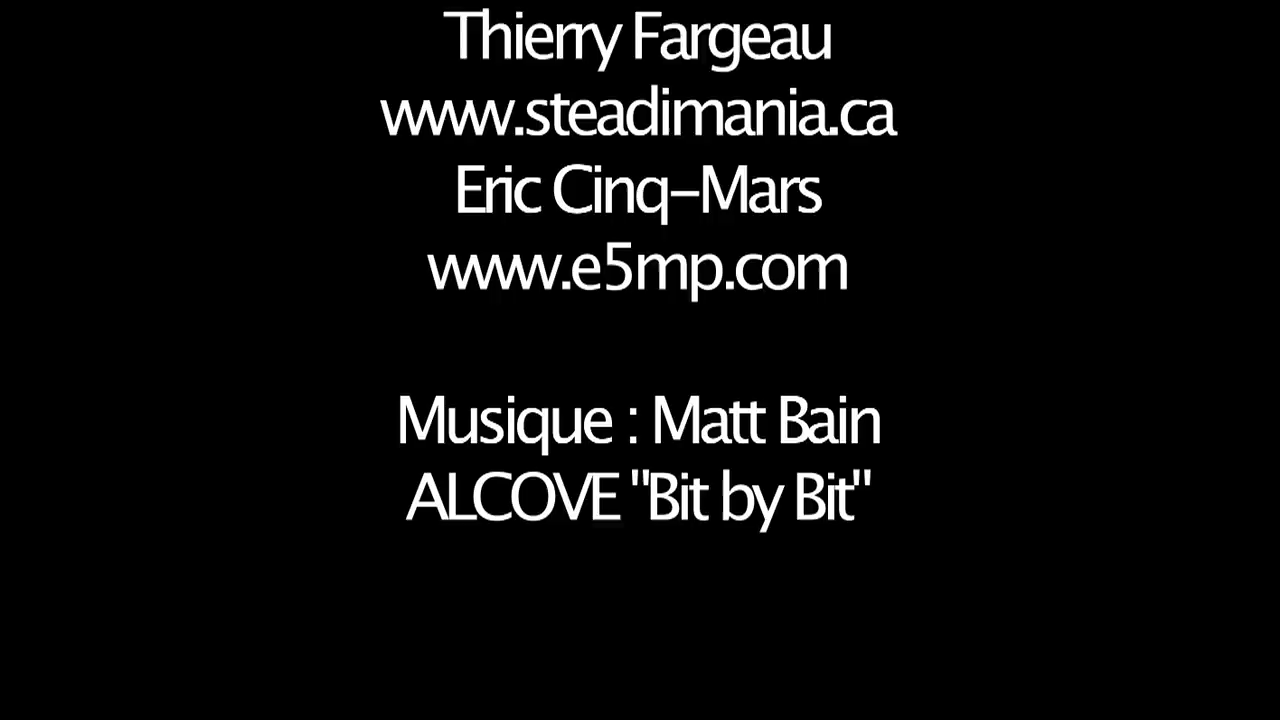 Thierry Fargeau
www.steadimania.ca
Eric Cinq-Mars
www.e5mp.com
Musique : Matt Bain
ALCOVE "Bit by Bit"